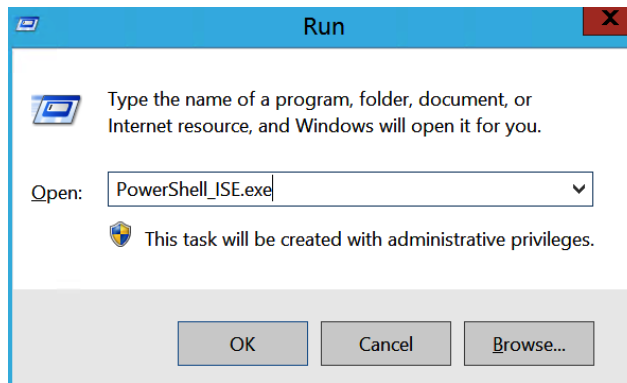 Run
X
Type the name of a program, folder, document, or
Internet resource, and Windows will open it for you.
Open: PowerShell_ISE.exe
This task will be created with administrative privileges.
OK Cancel Browse...